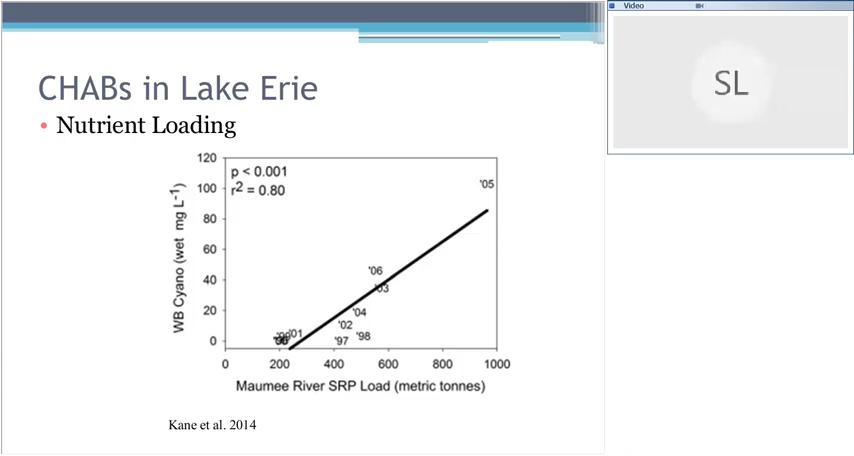 Video
CHABs in Lake Erie
SL
• Nutrient Loading
p < 0.001
r2 = 0.80
WB Cyano (wet mg L-1)
120
100
80
60
40
20
0
'05
'06
'03
'04
'02
'01
'97
'98
0 200 400 600 800 1000
Maumee River SRP Load (metric tonnes)
Kane et al. 2014